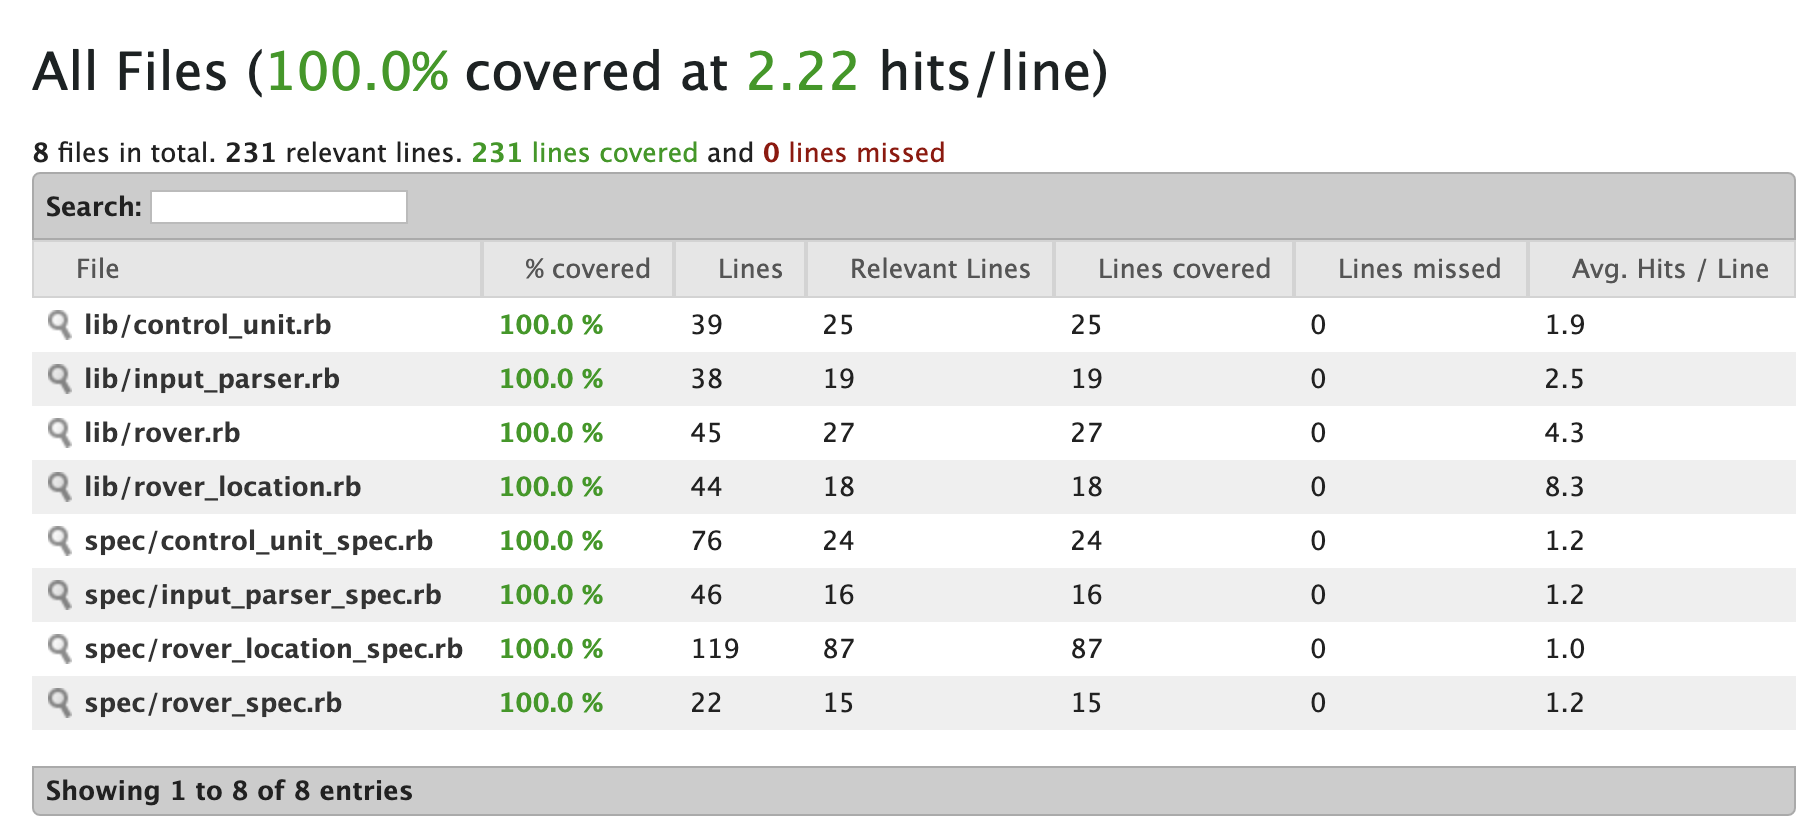 All Files (100.0% covered at 2.22 hits/line)
8 files in total. 231 relevant lines. 231 lines covered and 0 lines missed
Search:
File % covered Lines Relevant Lines Lines covered Lines missed Avg. Hits / Line
lib/control_unit.rb 100.0 % 39 25 25 0 1.9
lib/input_parser.rb 100.0 % 38 19 19 0 2.5
lib/rover.rb 100.0 % 45 27 27 0 4.3
lib/rover_location.rb 100.0 % 44 18 18 0 8.3
spec/control_unit_spec.rb 100.0 % 76 24 24 0 1.2
spec/input_parser_spec.rb 100.0 % 46 16 16 0 1.2
spec/rover_location_spec.rb 100.0 % 119 87 87 0 1.0
spec/rover_spec.rb 100.0 % 22 15 15 0 1.2
Showing 1 to 8 of 8 entries